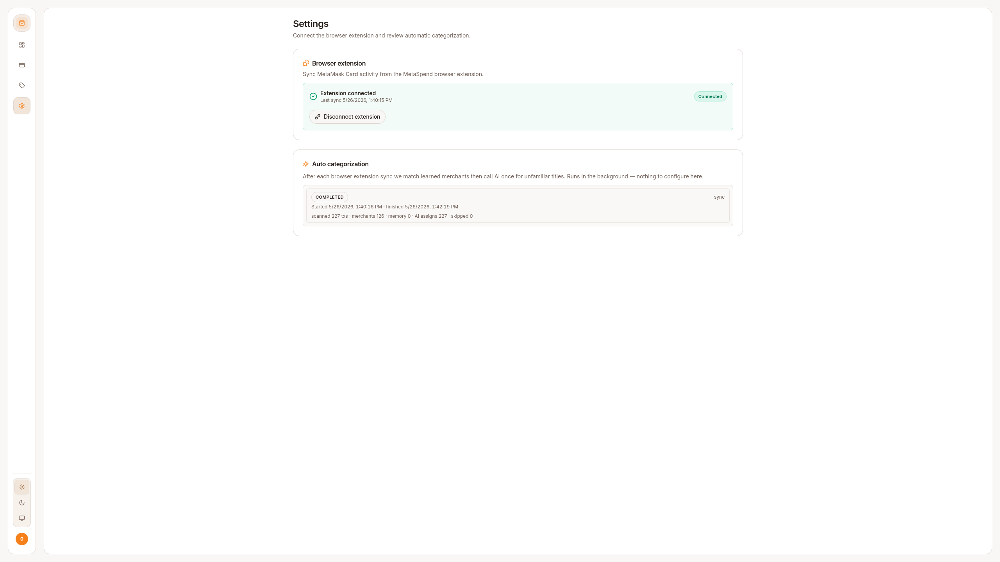 Settings
Connect the browser extension and review automatic categorization.
Browser extension
Sync MetaMask Card activity from the MetaSpend browser extension.
Extension connected
Last sync 5/26/2026, 1:40:15 PM
Connected
Disconnect extension
Auto categorization
After each browser extension sync we match learned merchants then call AI once for unfamiliar titles. Runs in the background — nothing to configure here.
COMPLETED
sync
Started 5/26/2026, 1:40:16 PM · finished 5/26/2026, 1:42:19 PM
scanned 227 txs · merchants 126 · memory 0 · AI assigns 227 · skipped 0
0